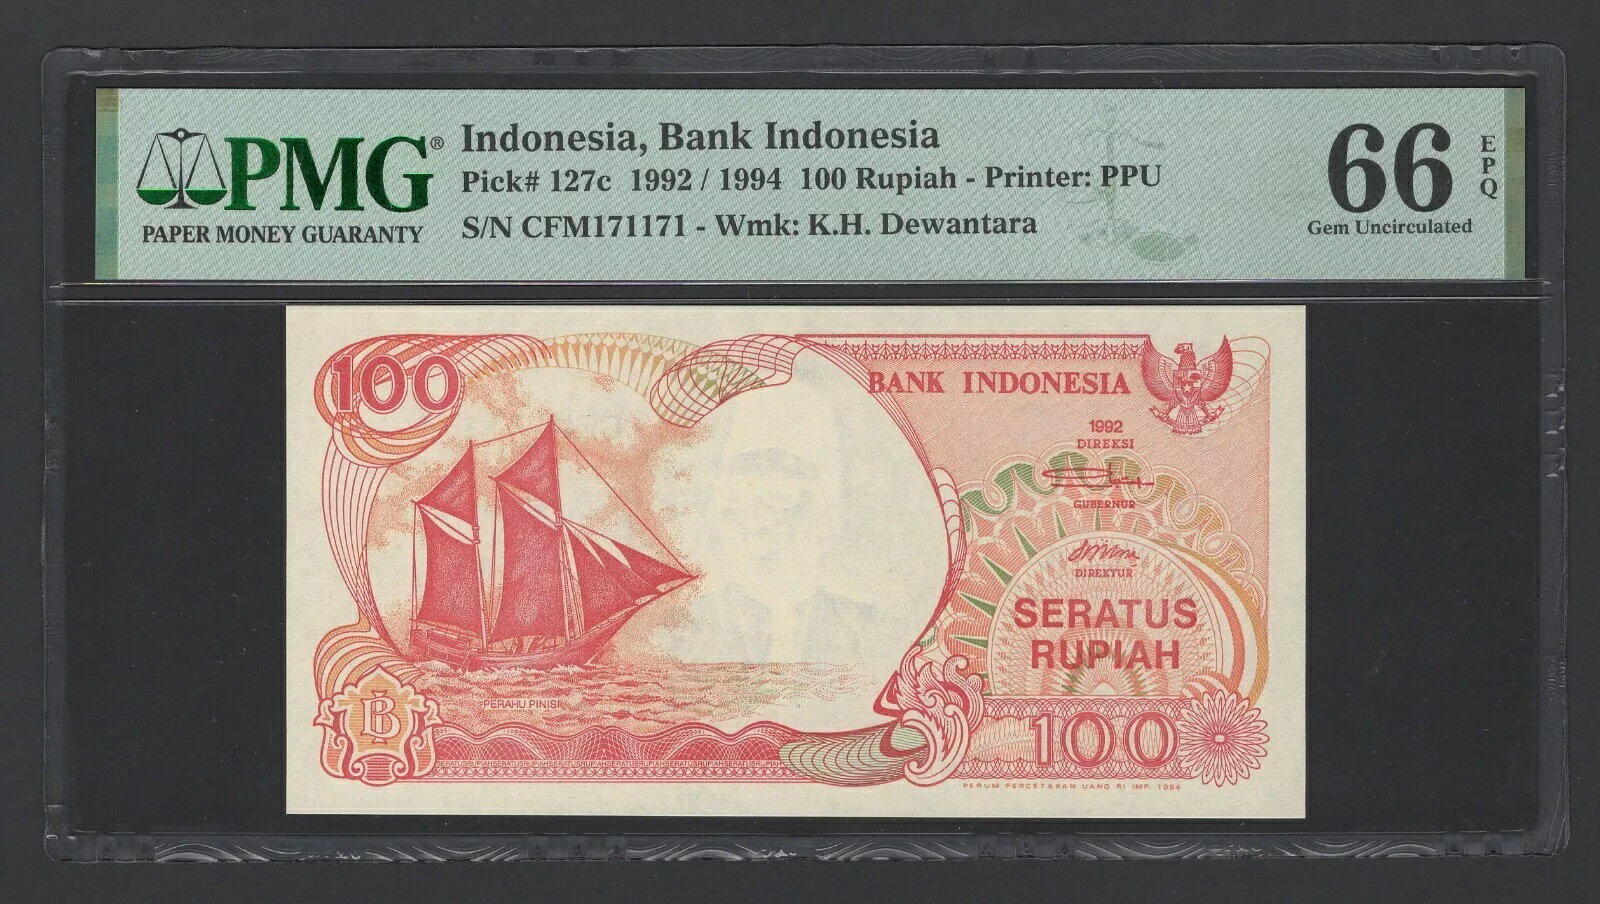 PMG®
PAPER MONEY GUARANTY
Indonesia, Bank Indonesia
Pick# 127c 1992 / 1994 100 Rupiah - Printer: PPU
S/N CFM171171 - Wmk: K.H. Dewantara
66
EPQ
Gem Uncirculated
100
BANK INDONESIA
1992
DIREKSI
GUBERNUR
DIREKTUR
SERATUS
RUPIAH
PERAHU PINISI
B
100
SERATUSRUPIAHSERATUSRUPIAHSERATUSRUPIAHSERATUSRUPIAHSERATUSRUPIAH
PERUM PERCETAKAN UANG RI IMP. 1994